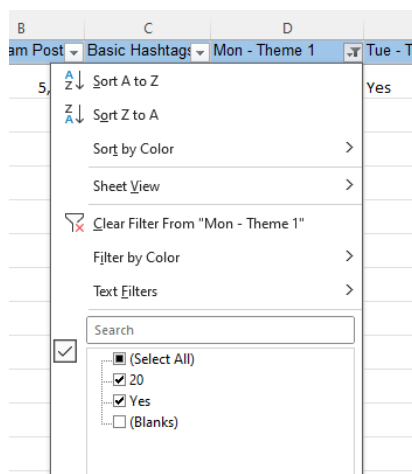 B C D
am Post Basic Hashtags Mon - Theme 1 Tue - T
5, Yes
Sort A to Z
Sort Z to A
Sort by Color
Sheet View
Clear Filter From "Mon - Theme 1"
Filter by Color
Text Filters
Search
(Select All)
20
Yes
(Blanks)